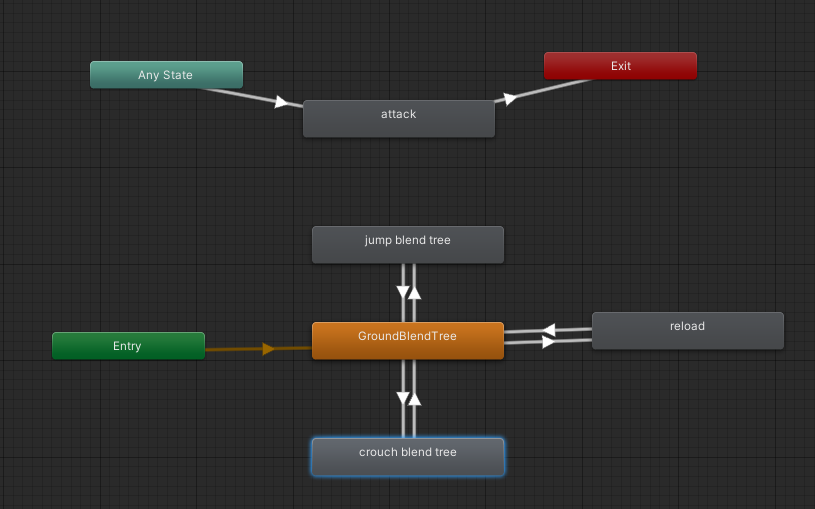 Any State
Exit
attack
jump blend tree
GroundBlendTree
reload
Entry
crouch blend tree